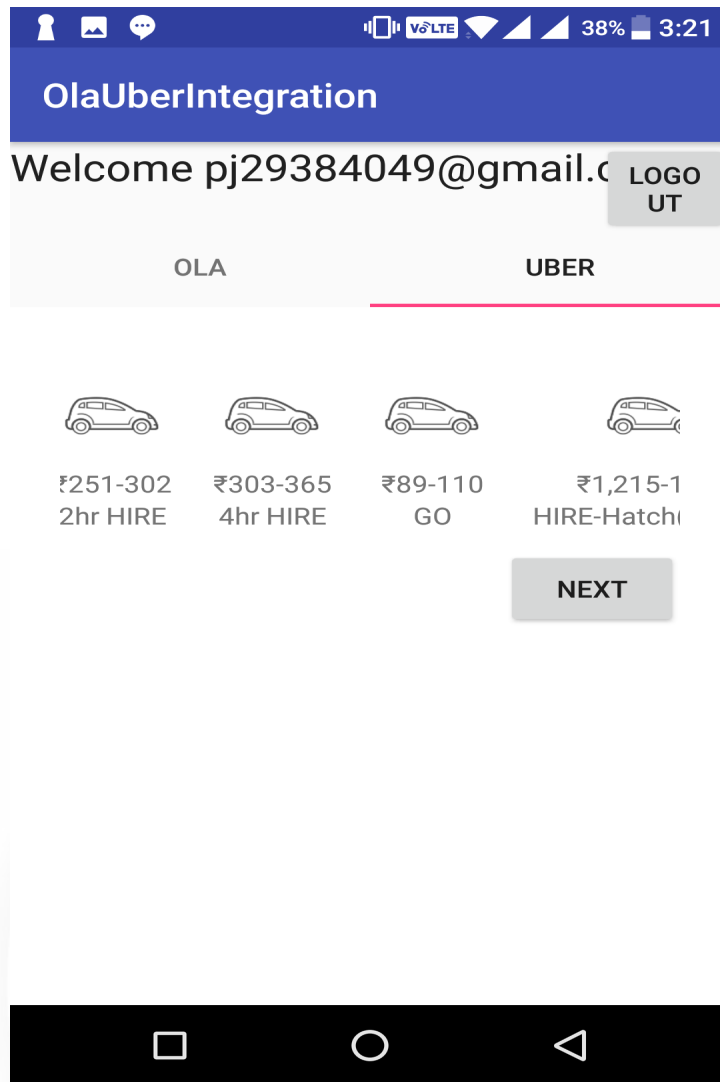 VoLTE 38% 3:21
OlaUberIntegration
Welcome pj29384049@gmail.c
LOGO
UT
OLA UBER
₹251-302 ₹303-365 ₹89-110 ₹1,215-1
2hr HIRE 4hr HIRE GO HIRE-Hatch(
NEXT